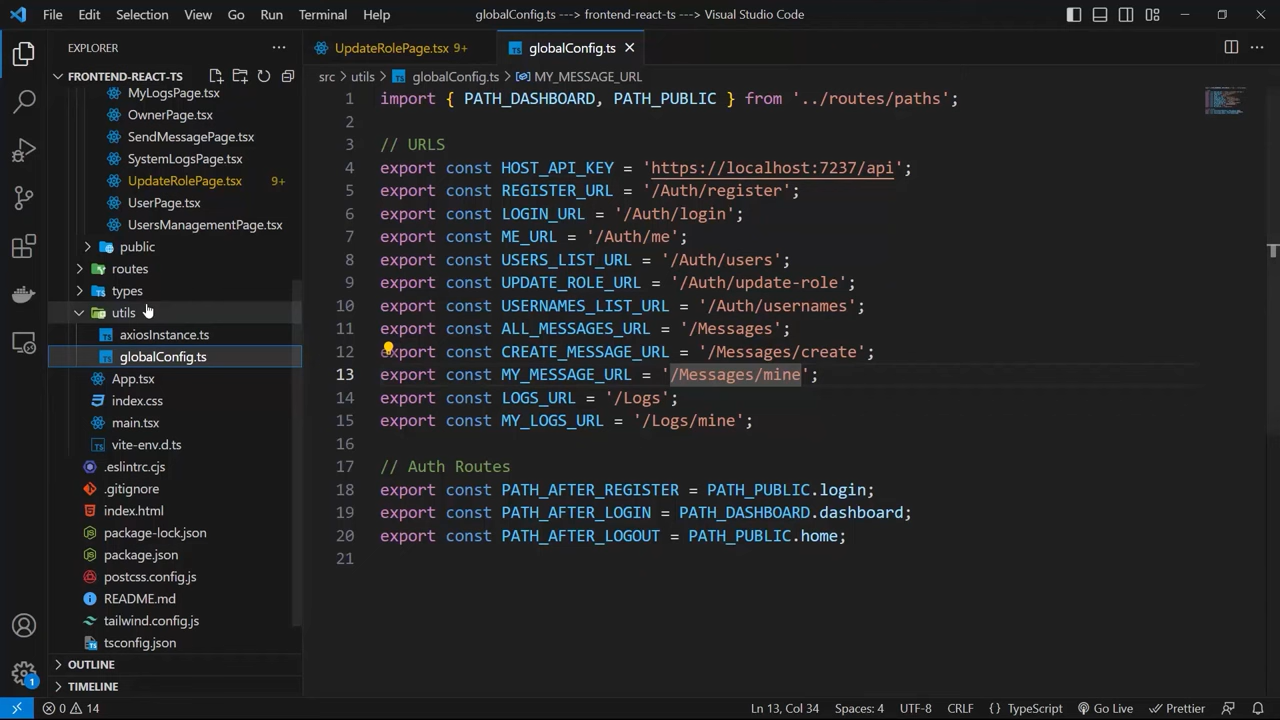 File Edit Selection View Go Run Terminal Help
globalConfig.ts ---> frontend-react-ts ---> Visual Studio Code
EXPLORER
FRONTEND-REACT-TS
MyLogsPage.tsx
OwnerPage.tsx
SendMessagePage.tsx
SystemLogsPage.tsx
UpdateRolePage.tsx 9+
UserPage.tsx
UsersManagementPage.tsx
public
routes
types
utils
axiosInstance.ts
globalConfig.ts
App.tsx
index.css
main.tsx
vite-env.d.ts
.eslintrc.cjs
.gitignore
index.html
package-lock.json
package.json
postcss.config.js
README.md
tailwind.config.js
tsconfig.json
OUTLINE
TIMELINE
UpdateRolePage.tsx 9+
globalConfig.ts
src > utils > globalConfig.ts > MY_MESSAGE_URL
1 import { PATH_DASHBOARD, PATH_PUBLIC } from '../routes/paths';
2
3 // URLS
4 export const HOST_API_KEY = 'https://localhost:7237/api';
5 export const REGISTER_URL = '/Auth/register';
6 export const LOGIN_URL = '/Auth/login';
7 export const ME_URL = '/Auth/me';
8 export const USERS_LIST_URL = '/Auth/users';
9 export const UPDATE_ROLE_URL = '/Auth/update-role';
10 export const USERNAMES_LIST_URL = '/Auth/usernames';
11 export const ALL_MESSAGES_URL = '/Messages';
12 export const CREATE_MESSAGE_URL = '/Messages/create';
13 export const MY_MESSAGE_URL = '/Messages/mine';
14 export const LOGS_URL = '/Logs';
15 export const MY_LOGS_URL = '/Logs/mine';
16
17 // Auth Routes
18 export const PATH_AFTER_REGISTER = PATH_PUBLIC.login;
19 export const PATH_AFTER_LOGIN = PATH_DASHBOARD.dashboard;
20 export const PATH_AFTER_LOGOUT = PATH_PUBLIC.home;
21
1
0 14
Ln 13, Col 34 Spaces: 4 UTF-8 CRLF {} TypeScript Go Live Prettier